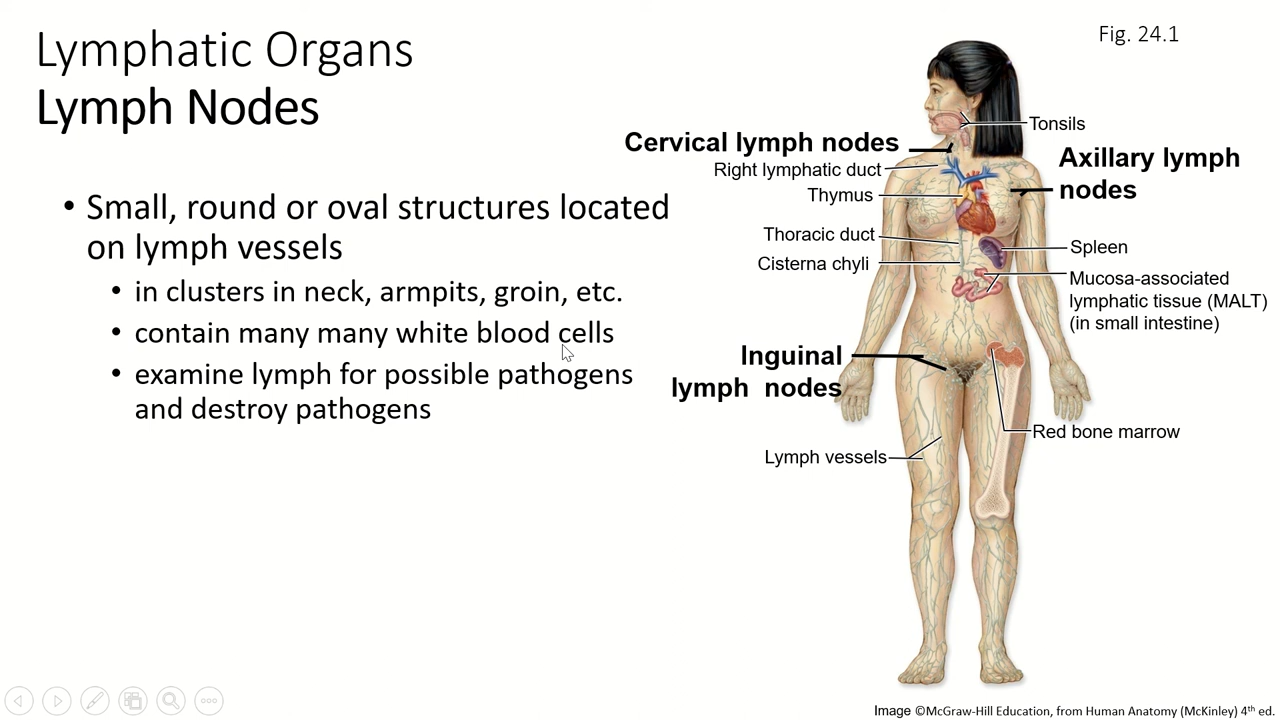 Lymphatic Organs
Lymph Nodes
• Small, round or oval structures located
on lymph vessels
• in clusters in neck, armpits, groin, etc.
• contain many many white blood cells
• examine lymph for possible pathogens
and destroy pathogens
Fig. 24.1
Cervical lymph nodes
Right lymphatic duct
Thymus
Thoracic duct
Cisterna chyli
Inguinal
lymph nodes
Lymph vessels
Tonsils
Axillary lymph
nodes
Spleen
Mucosa-associated
lymphatic tissue (MALT)
(in small intestine)
Red bone marrow
Image ©McGraw-Hill Education, from Human Anatomy (McKinley) 4th ed.